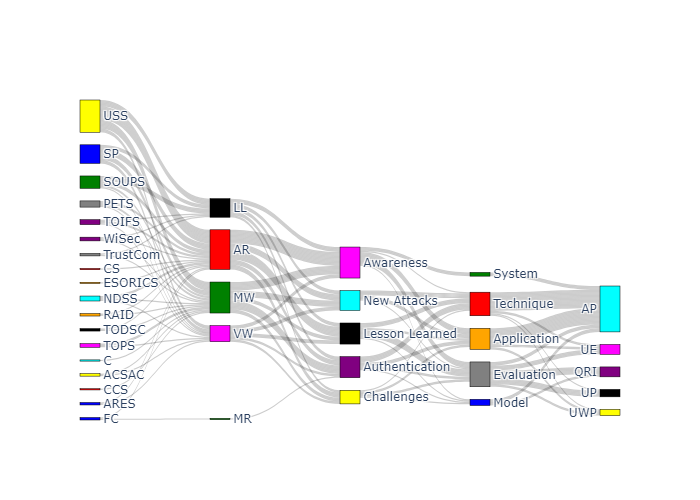 USS
SP
SOUPS
PETS
TOIFS
WiSec
TrustCom
CS
ESORICS
NDSS
RAID
TODSC
TOPS
C
ACSAC
CCS
ARES
FC
LL
AR
MW
VW
MR
Awareness
New Attacks
Lesson Learned
Authentication
Challenges
System
Technique
Application
Evaluation
Model
AP
UE
QRI
UP
UWP